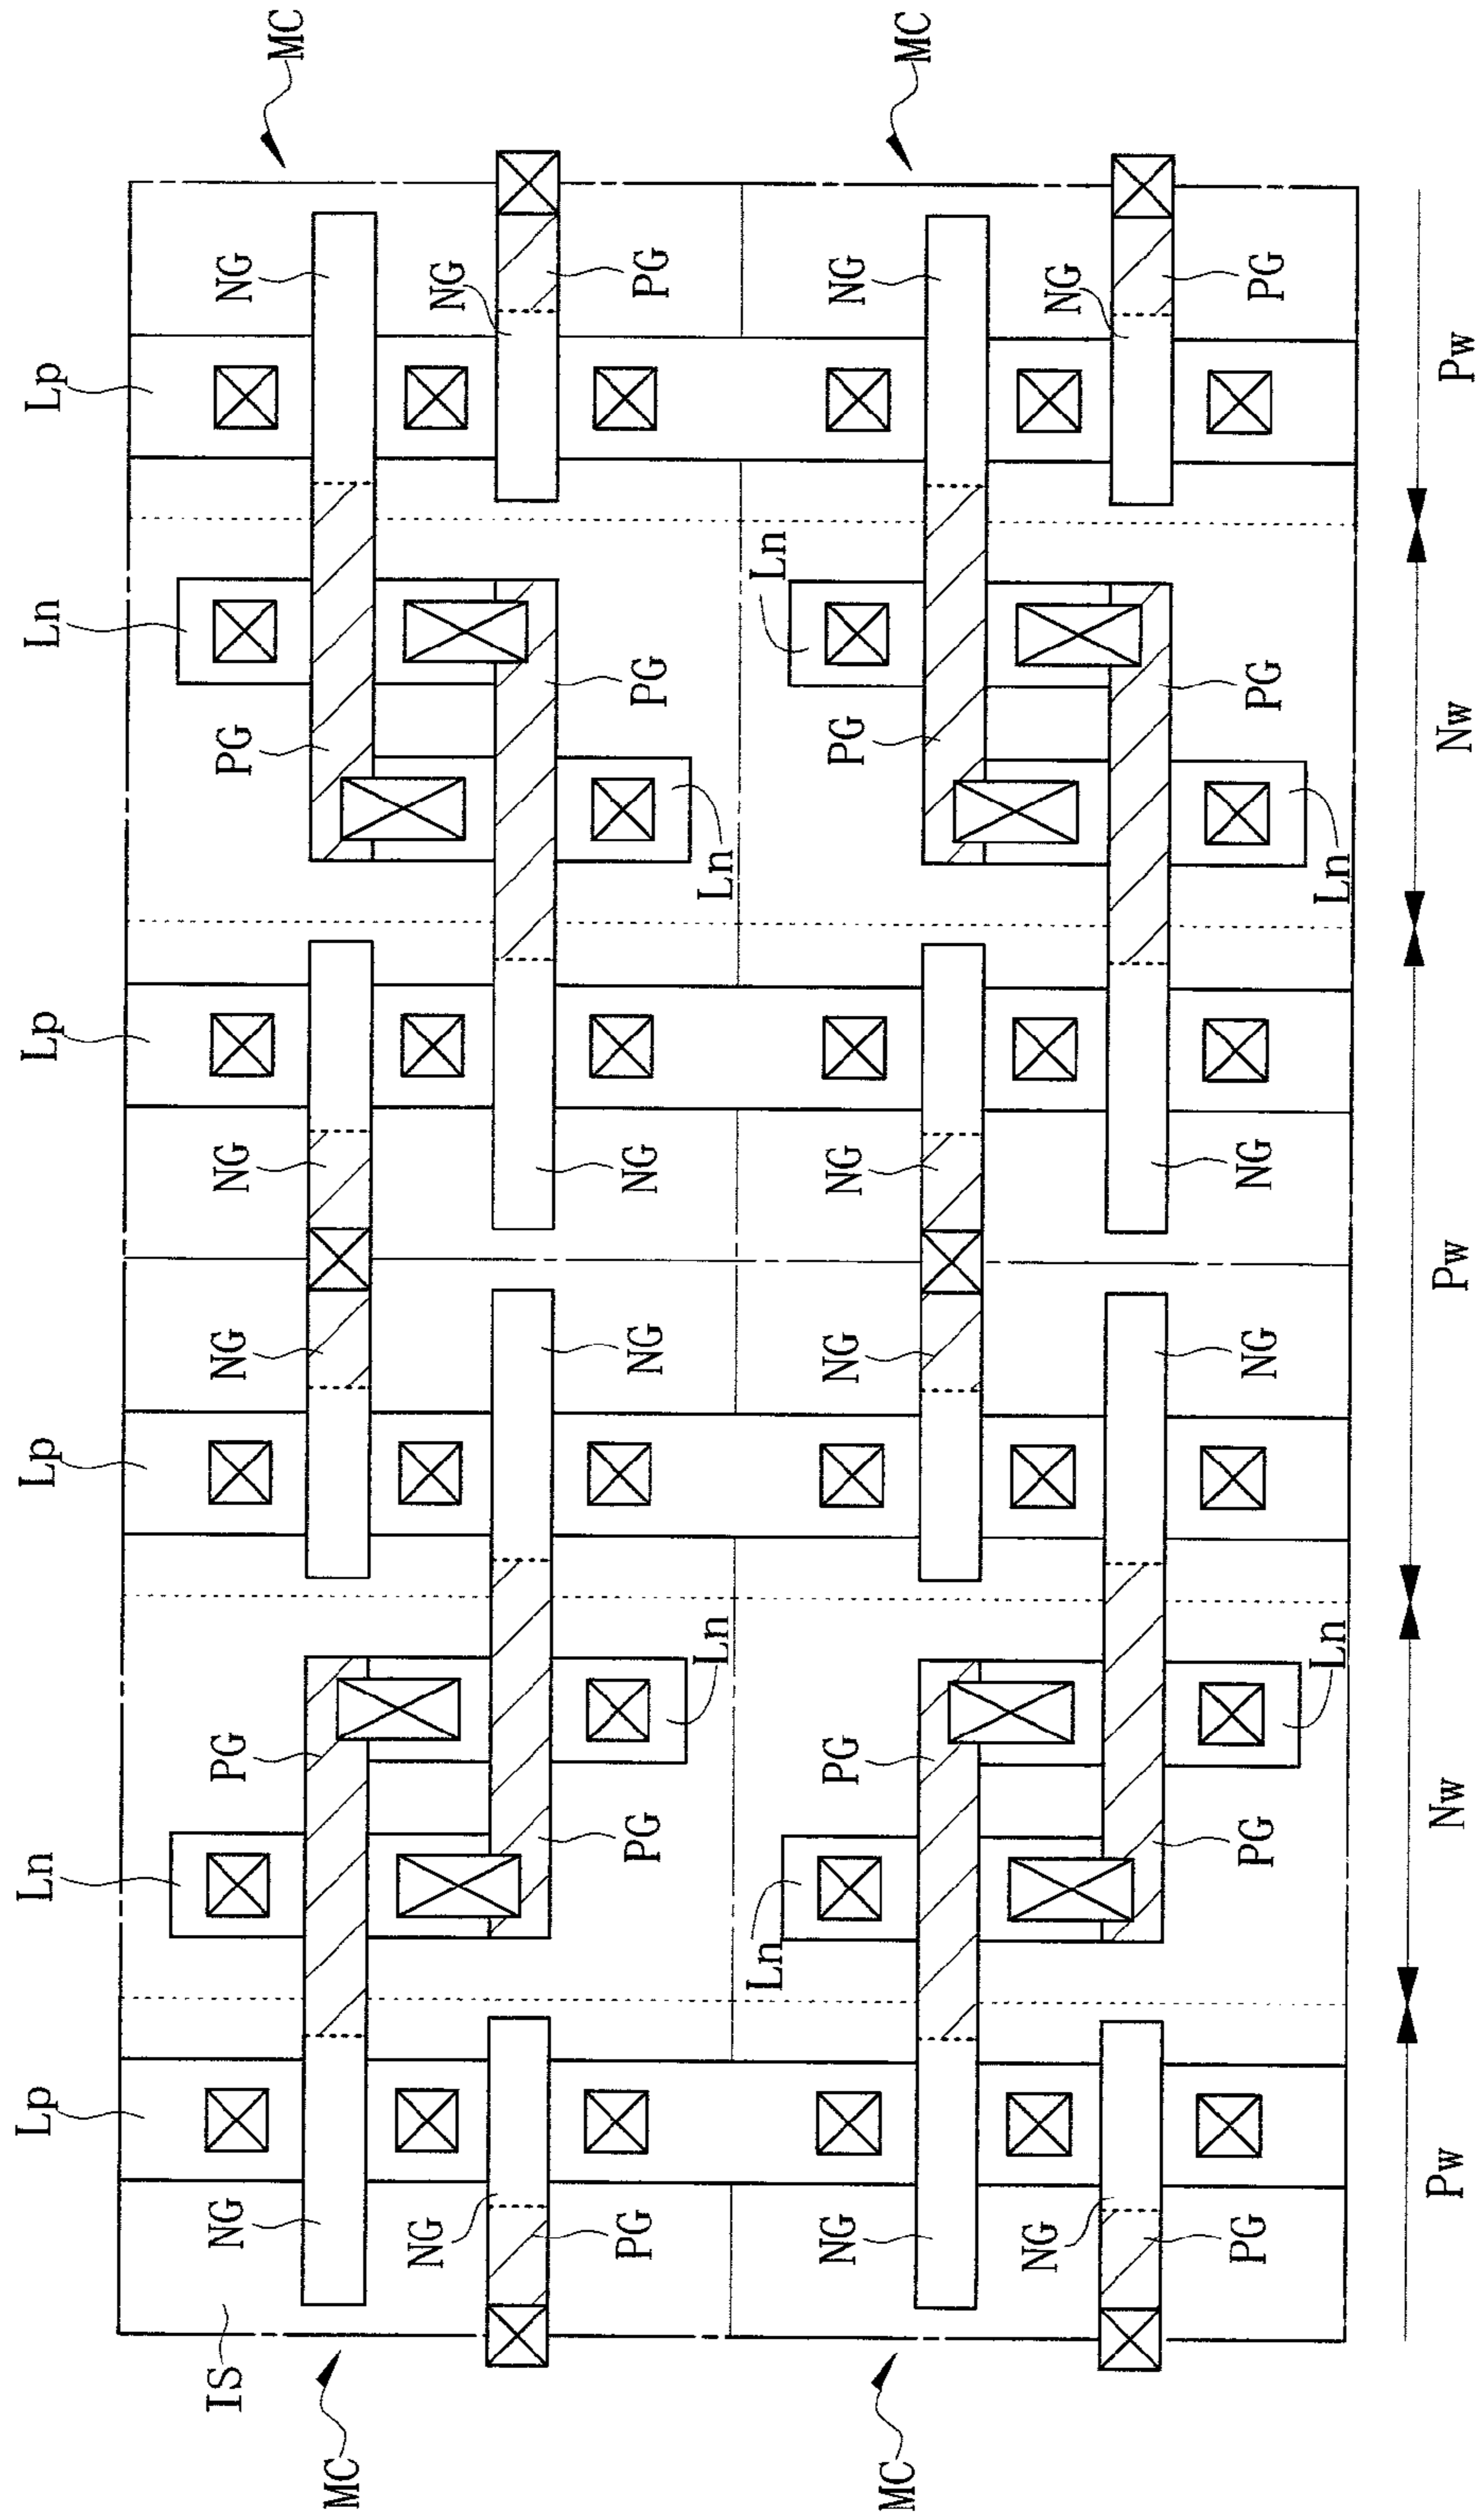 Lp Ln Lp Lp Ln Lp
IS NG PG NG NG PG NG MC
MC NG NG
PG PG NG NG PG PG
Ln Ln
Ln Ln
NG PG NG NG PG NG
MC MC
NG NG
PG PG NG NG PG PG
Ln Ln
Pw Nw Pw Nw Pw